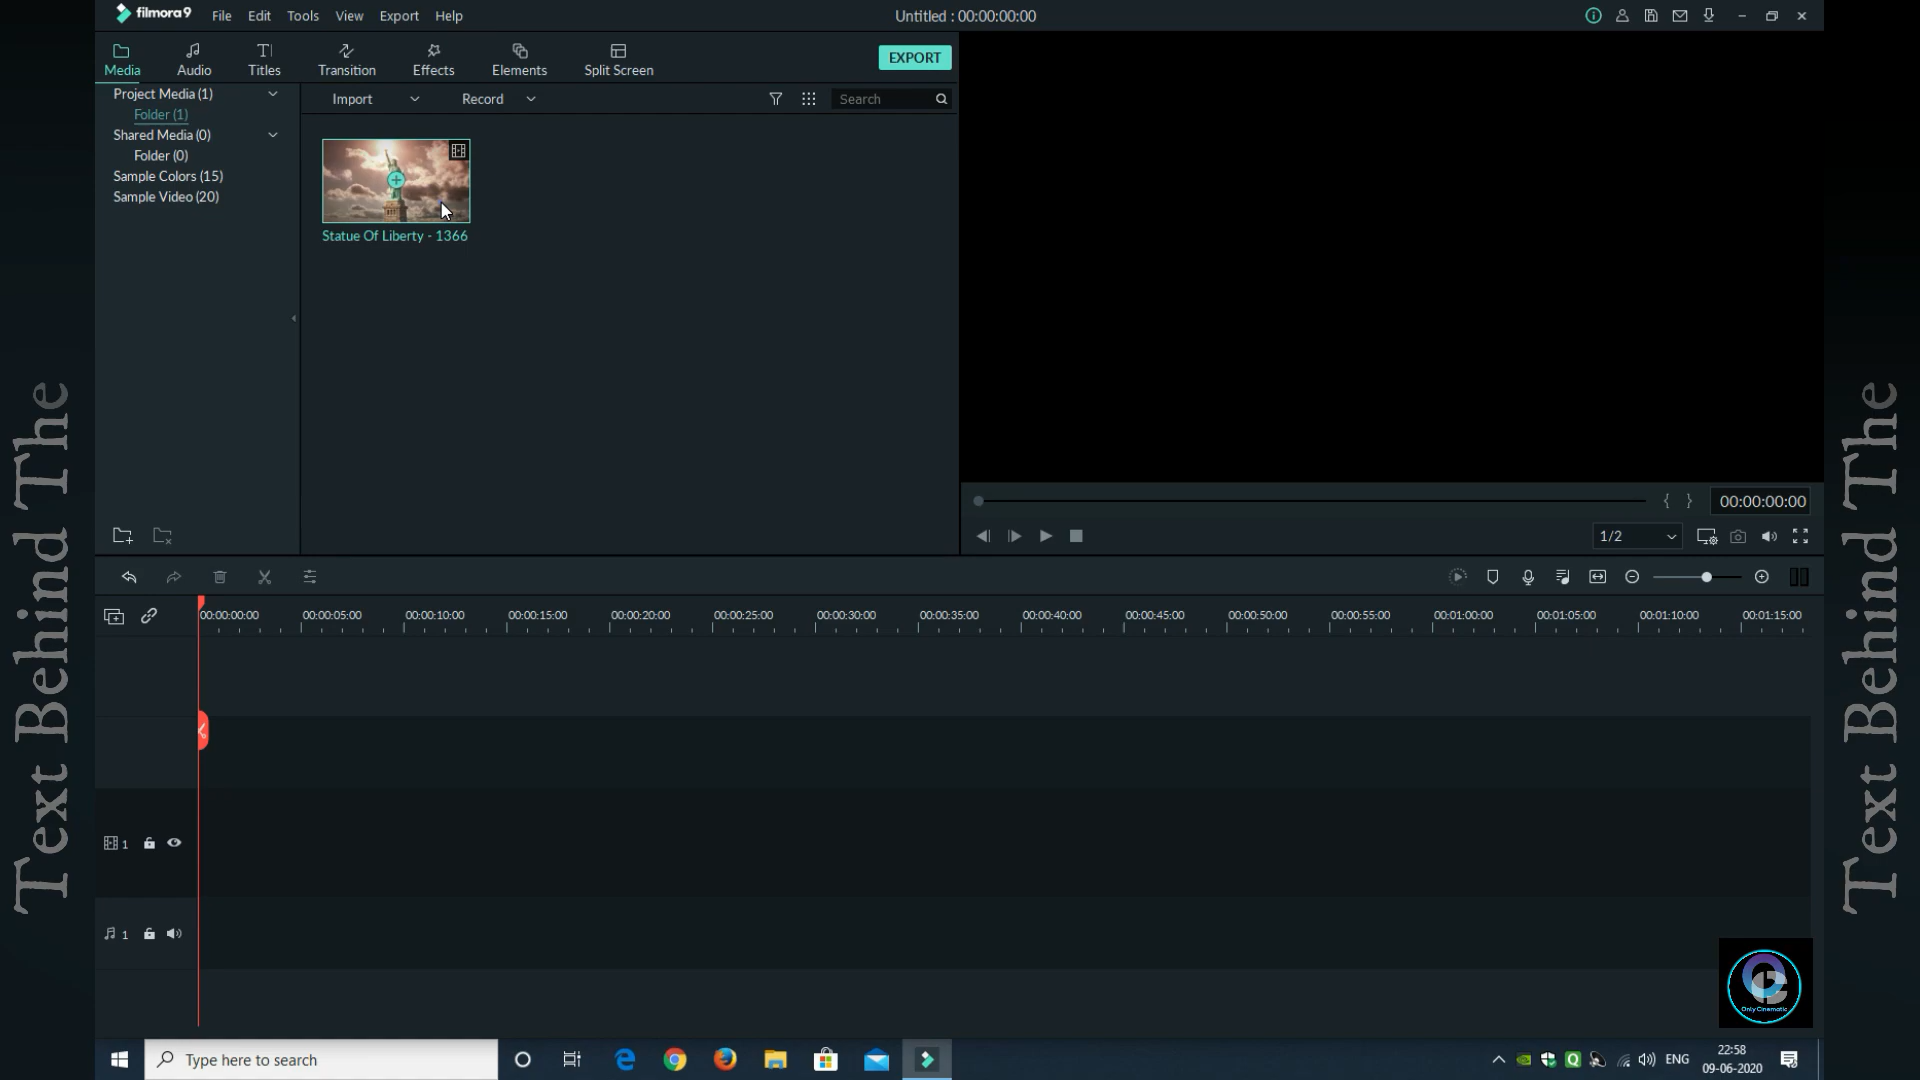 filmora9 File Edit Tools View Export Help
Untitled : 00:00:00:00
Media Audio Titles Transition Effects Elements Split Screen
EXPORT
Project Media (1)
Folder (1)
Shared Media (0)
Folder (0)
Sample Colors (15)
Sample Video (20)
Import Record Search
Statue Of Liberty - 1366
{ } 00:00:00:00
1/2
00:00:00:00 00:00:05:00 00:00:10:00 00:00:15:00 00:00:20:00 00:00:25:00 00:00:30:00 00:00:35:00 00:00:40:00 00:00:45:00 00:00:50:00 00:00:55:00 00:01:00:00 00:01:05:00 00:01:10:00 00:01:15:00
1
1
Text Behind The
Text Behind The
Only Cinematic
Type here to search
ENG
22:58
09-06-2020